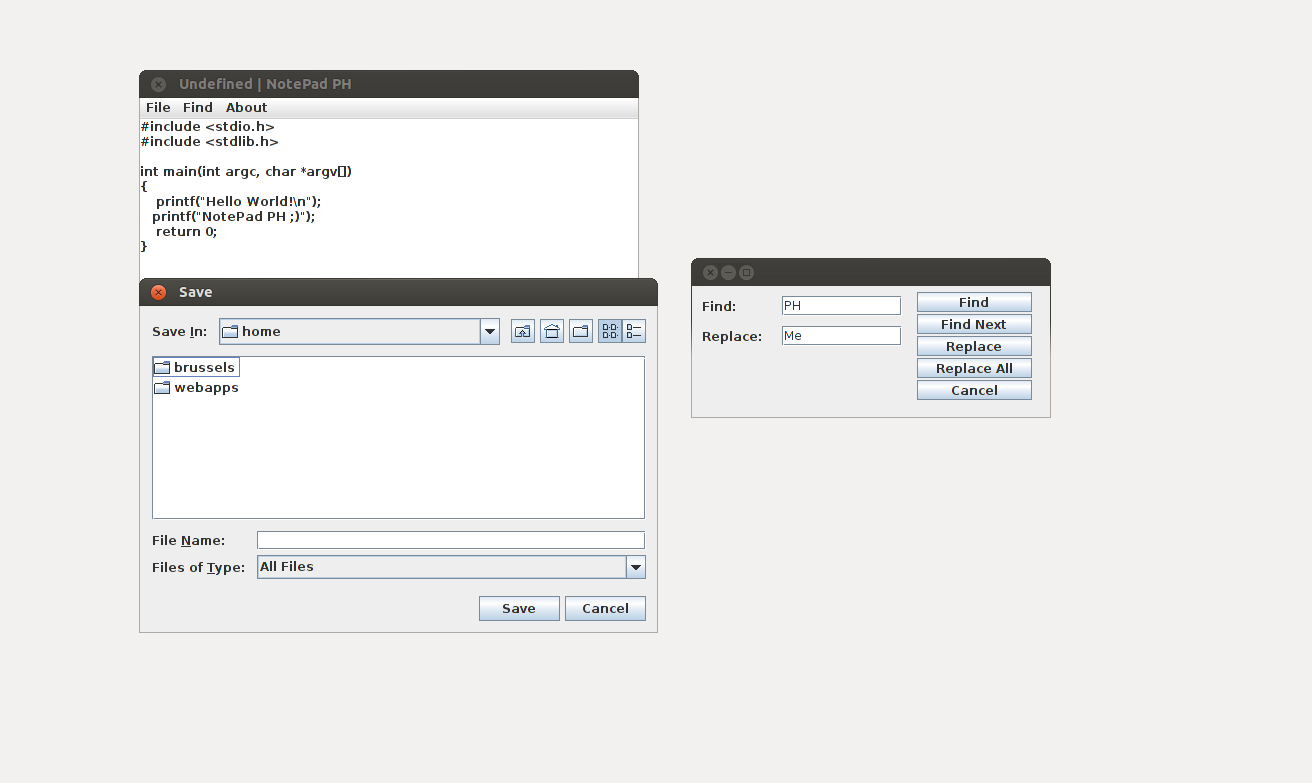 Undefined | NotePad PH
File Find About
#include <stdio.h>
#include <stdlib.h>
int main(int argc, char *argv[])
{
printf("Hello World!\n");
printf("NotePad PH ;)");
return 0;
}
Save
Save In: home
brussels
webapps
File Name:
Files of Type: All Files
Save Cancel
Find: PH
Replace: Me
Find
Find Next
Replace
Replace All
Cancel